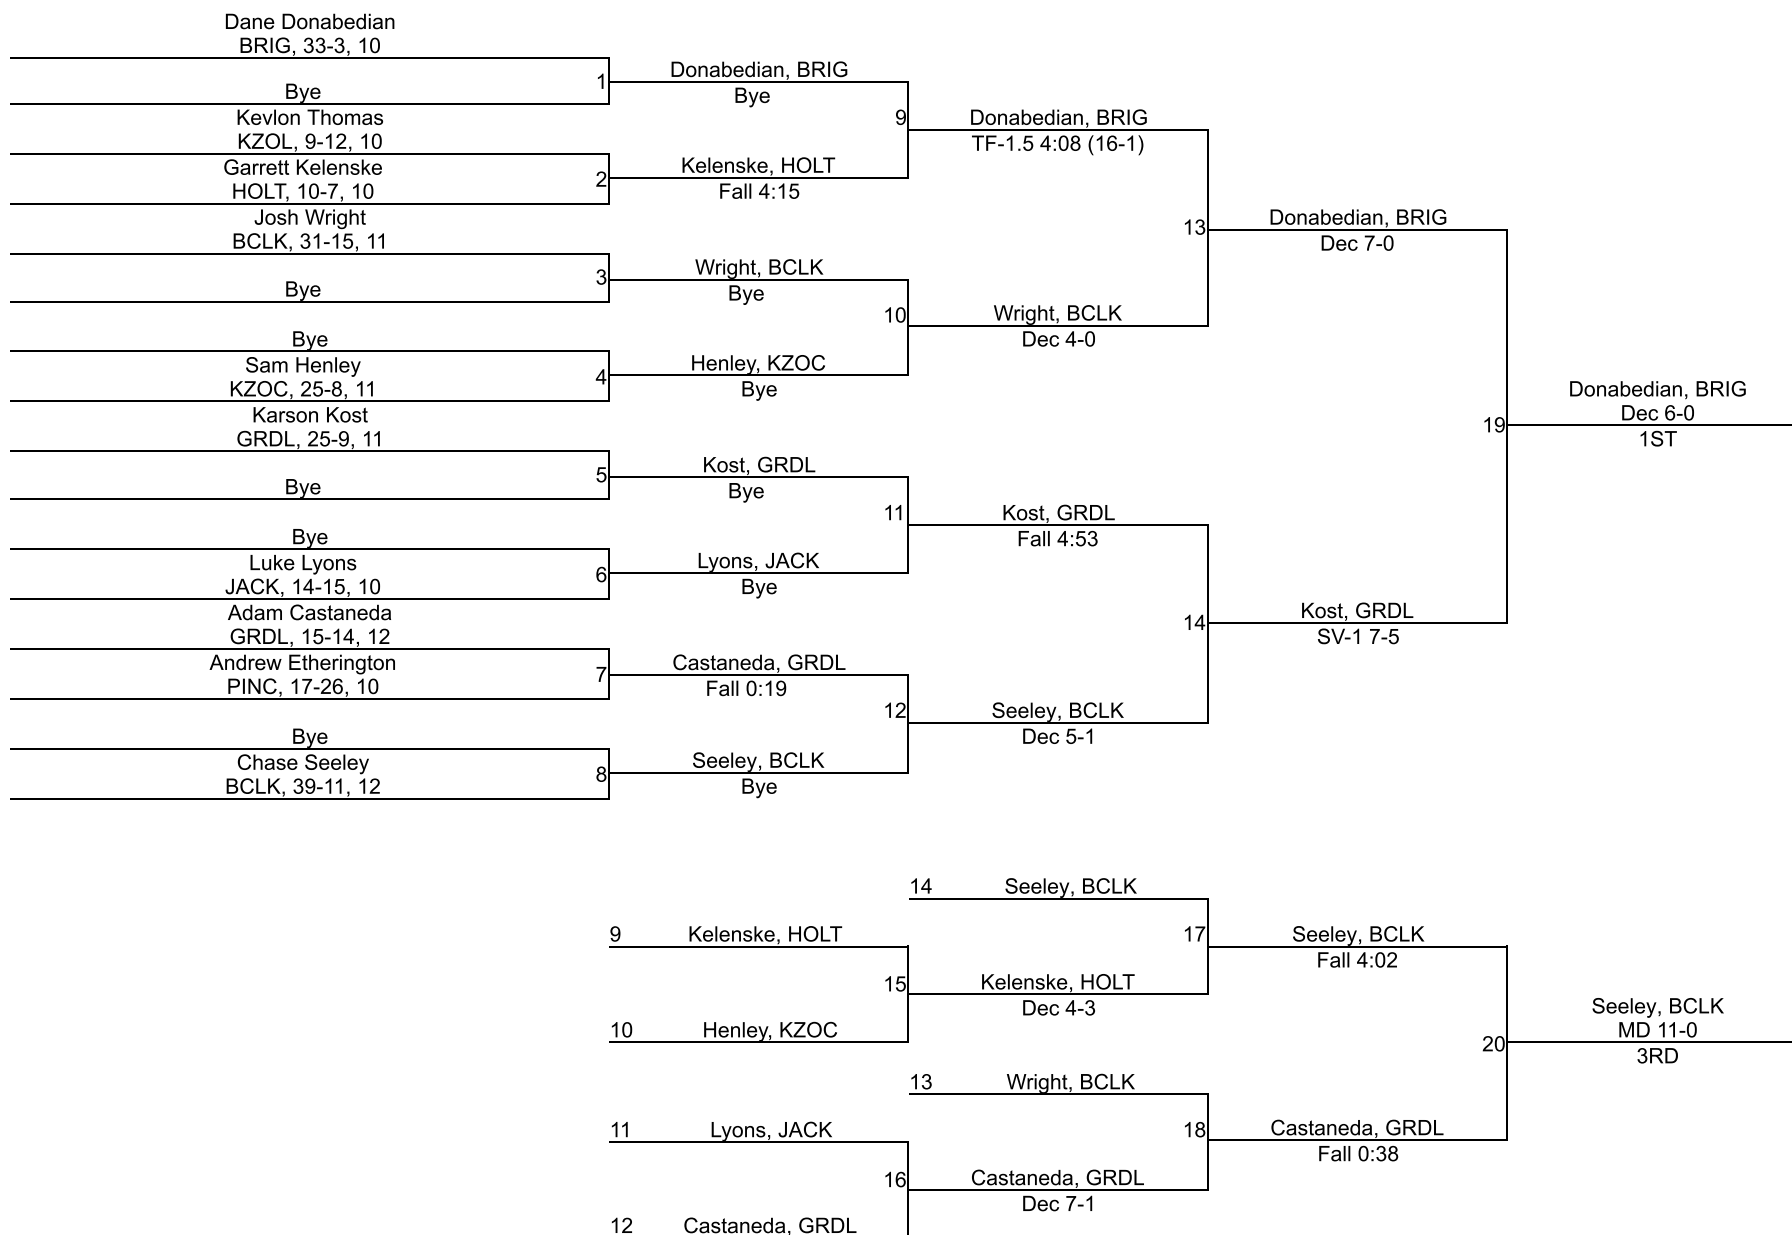 Dane Donabedian
BRIG, 33-3, 10
Bye
Kevlon Thomas
KZOL, 9-12, 10
Garrett Kelenske
HOLT, 10-7, 10
Josh Wright
BCLK, 31-15, 11
Bye
Bye
Sam Henley
KZOC, 25-8, 11
Karson Kost
GRDL, 25-9, 11
Bye
Bye
Luke Lyons
JACK, 14-15, 10
Adam Castaneda
GRDL, 15-14, 12
Andrew Etherington
PINC, 17-26, 10
Bye
Chase Seeley
BCLK, 39-11, 12
1
Donabedian, BRIG
Bye
2
Kelenske, HOLT
Fall 4:15
3
Wright, BCLK
Bye
4
Henley, KZOC
Bye
5
Kost, GRDL
Bye
6
Lyons, JACK
Bye
7
Castaneda, GRDL
Fall 0:19
8
Seeley, BCLK
Bye
9
Donabedian, BRIG
TF-1.5 4:08 (16-1)
10
Wright, BCLK
Dec 4-0
11
Kost, GRDL
Fall 4:53
12
Seeley, BCLK
Dec 5-1
13
Donabedian, BRIG
Dec 7-0
14
Kost, GRDL
SV-1 7-5
19
Donabedian, BRIG
Dec 6-0
1ST
9
Kelenske, HOLT
10
Henley, KZOC
11
Lyons, JACK
12
Castaneda, GRDL
14
Seeley, BCLK
15
Kelenske, HOLT
Dec 4-3
13
Wright, BCLK
16
Castaneda, GRDL
Dec 7-1
17
Seeley, BCLK
Fall 4:02
18
Castaneda, GRDL
Fall 0:38
20
Seeley, BCLK
MD 11-0
3RD